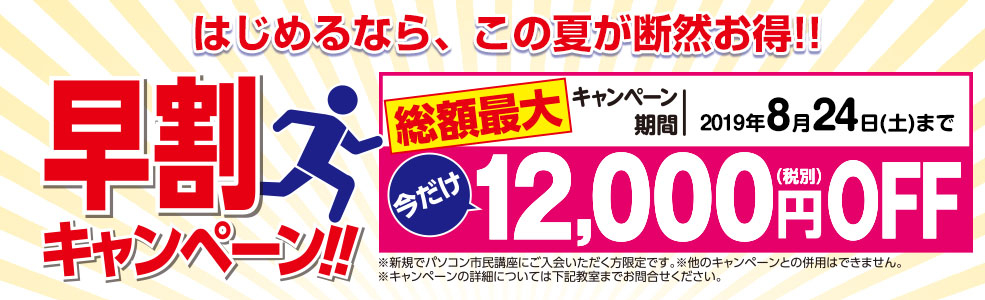 はじめるなら、この夏が断然お得!!
早割
キャンペーン!!
総額最大
キャンペーン
期間
2019年8月24日(土)まで
今だけ
12,000円(税別)OFF
※新規でパソコン市民講座にご入会いただく方限定です。※他のキャンペーンとの併用はできません。
※キャンペーンの詳細については下記教室までお問合せください。